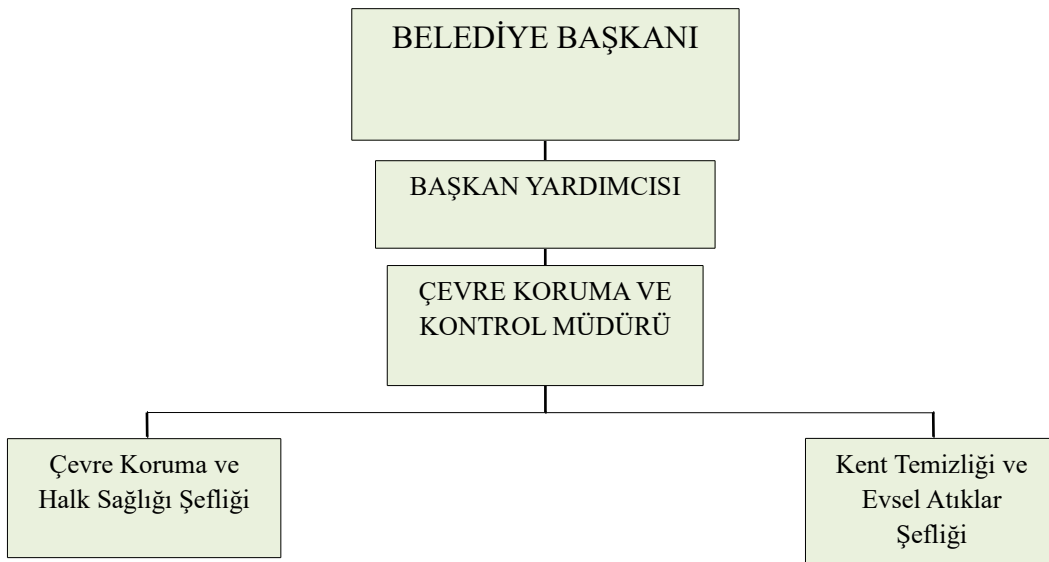 BELEDİYE BAŞKANI
BAŞKAN YARDIMCISI
ÇEVRE KORUMA VE
KONTROL MÜDÜRÜ
Çevre Koruma ve
Halk Sağlığı Şefliği
Kent Temizliği ve
Evsel Atıklar
Şefliği